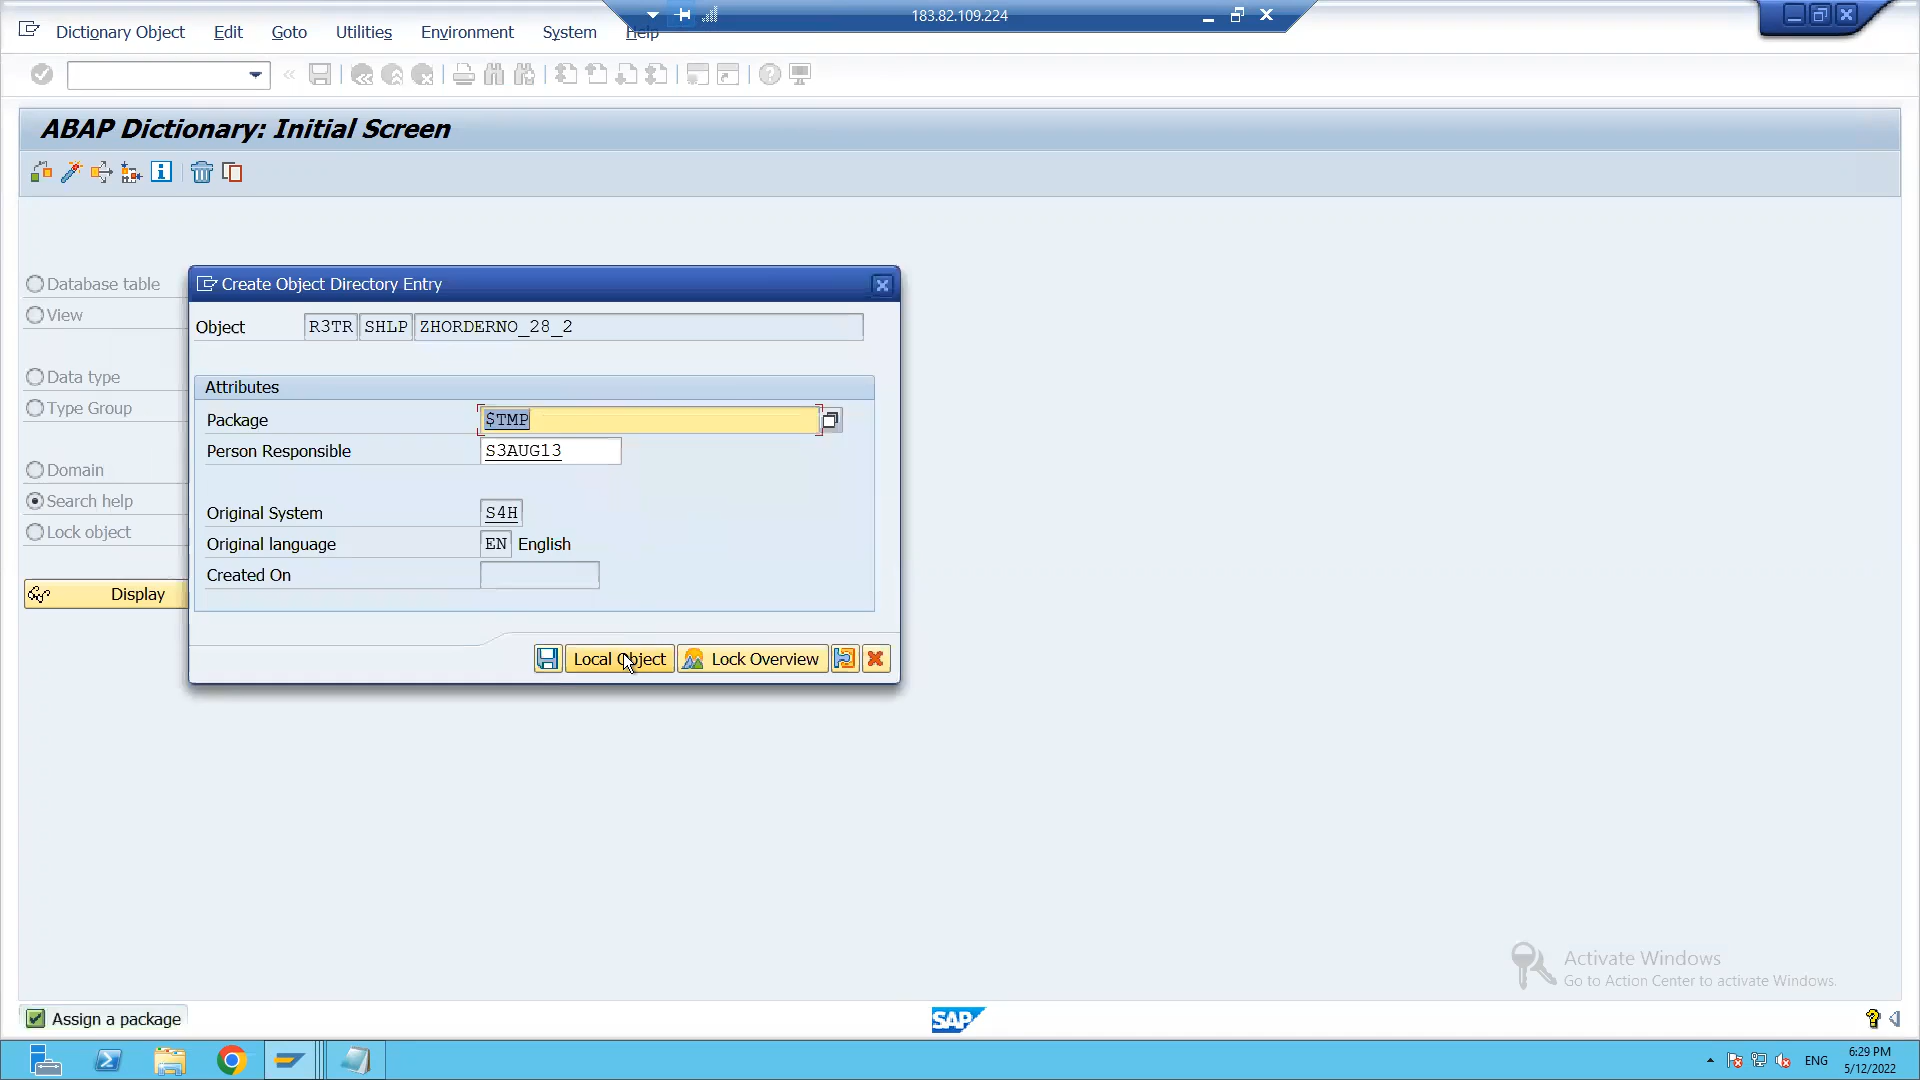 183.82.109.224
Dictionary Object Edit Goto Utilities Environment System Help
ABAP Dictionary: Initial Screen
Database table
View
Data type
Type Group
Domain
Search help
Lock object
Display
Create Object Directory Entry
Object R3TR SHLP ZHORDERNO_28_2
Attributes
Package $TMP
Person Responsible S3AUG13
Original System S4H
Original language EN English
Created On
Local Object Lock Overview
Activate Windows
Go to Action Center to activate Windows.
Assign a package
SAP
ENG
6:29 PM
5/12/2022